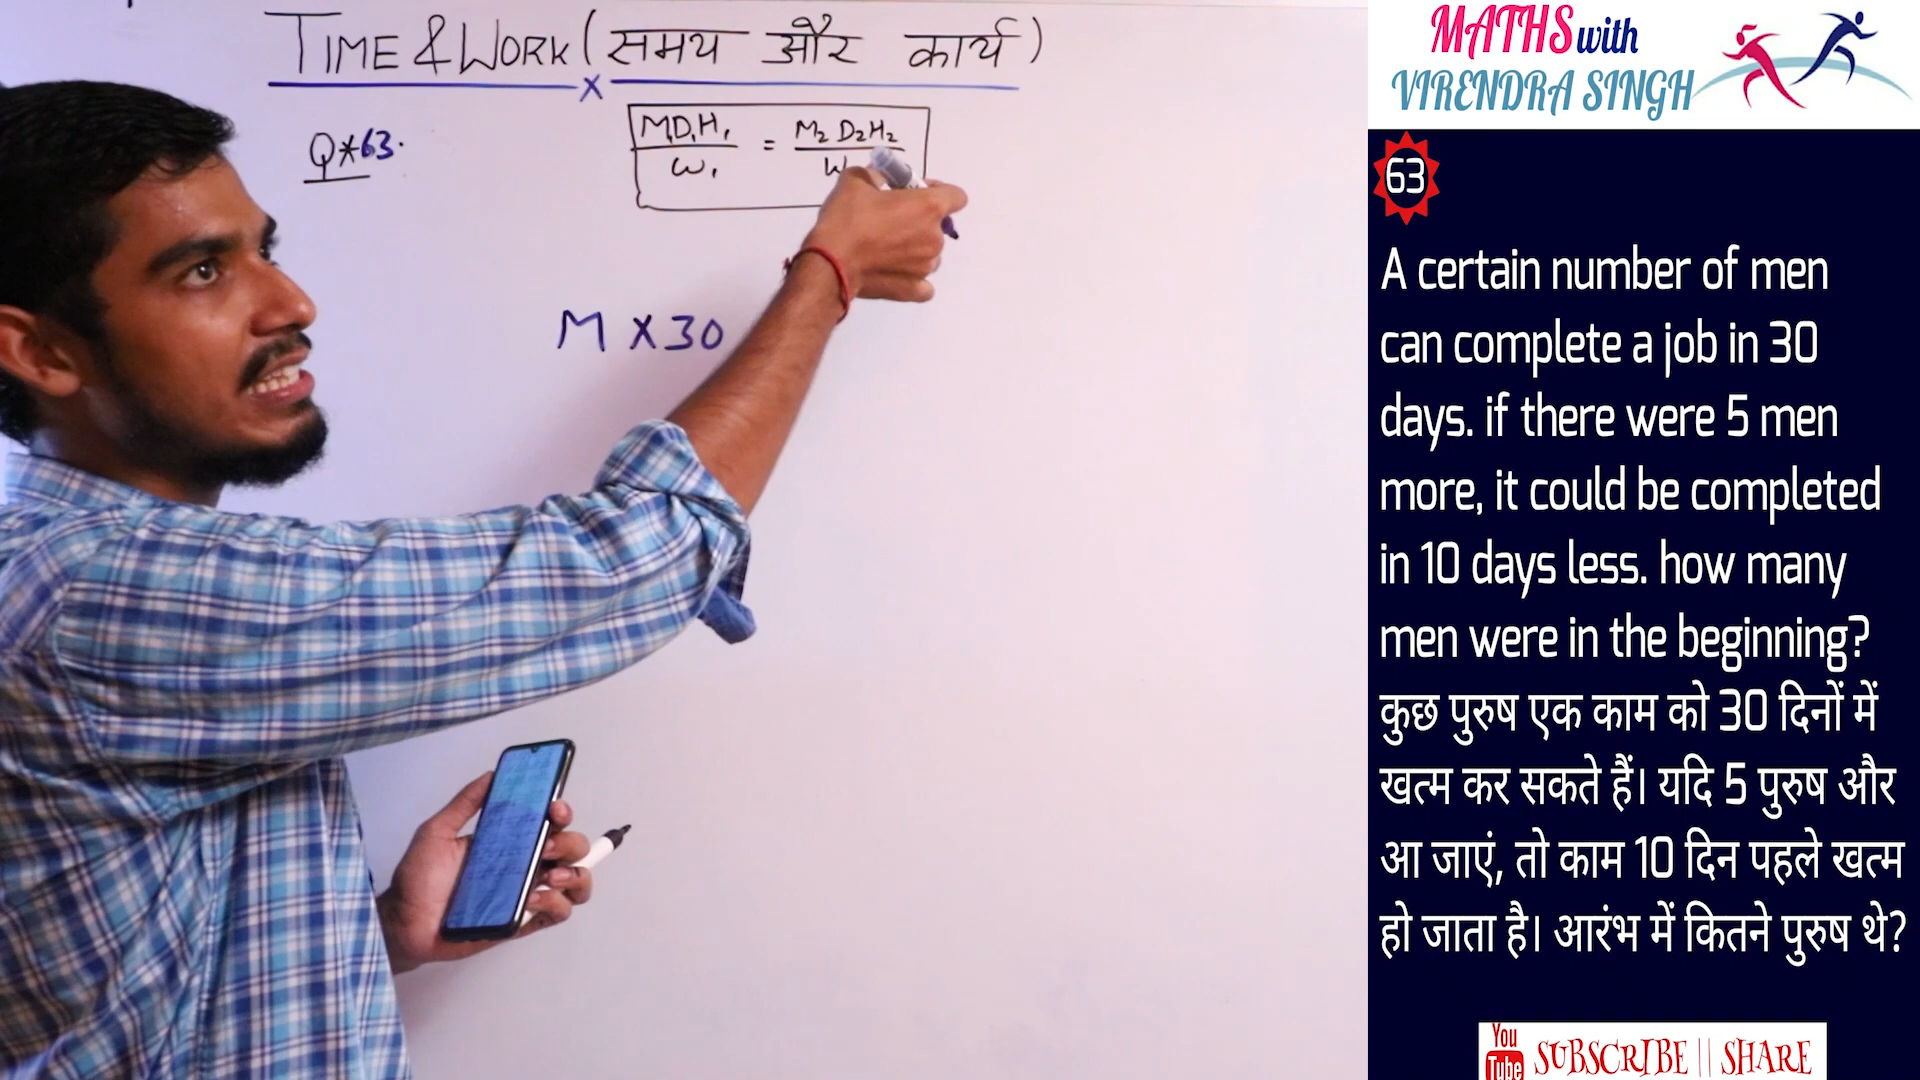 TIME & WORK (समय और कार्य)
x
Q*63.
M1D1H1 = M2 D2H2
W1 W
M x 30
MATHS with
VIRENDRA SINGH
63
A certain number of men
can complete a job in 30
days. if there were 5 men
more, it could be completed
in 10 days less. how many
men were in the beginning?
कुछ पुरुष एक काम को 30 दिनों में
खत्म कर सकते हैं। यदि 5 पुरुष और
आ जाएं, तो काम 10 दिन पहले खत्म
हो जाता है। आरंभ में कितने पुरुष थे?
You
Tube
SUBSCRIBE || SHARE